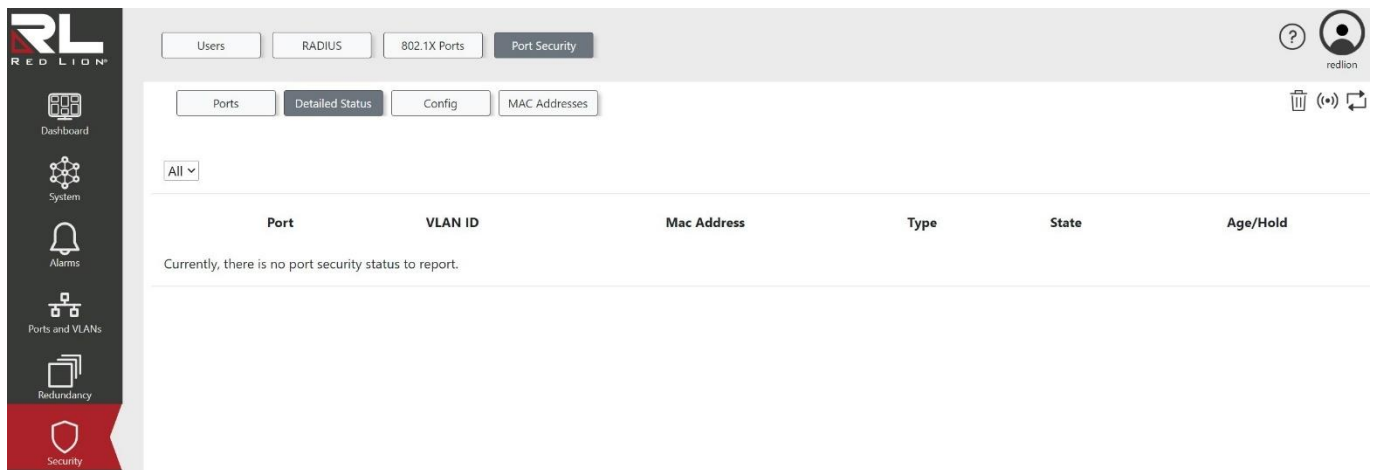 RL
RED LION®
Users
RADIUS
802.1X Ports
Port Security
?
redlion
Dashboard
Ports
Detailed Status
Config
MAC Addresses
System
All
Port
VLAN ID
Mac Address
Type
State
Age/Hold
Alarms
Currently, there is no port security status to report.
Ports and VLANs
Redundancy
Security